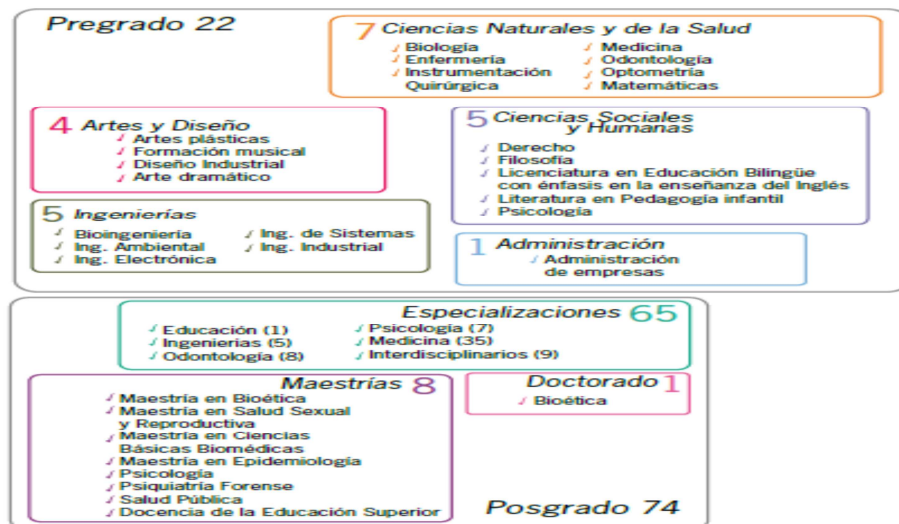 Pregrado 22
7 Ciencias Naturales y de la Salud
Biología
Enfermería
Instrumentación
Quirúrgica
Medicina
Odontología
Optometría
Matemáticas
4 Artes y Diseño
Artes plásticas
Formación musical
Diseño Industrial
Arte dramático
5 Ciencias Sociales
y Humanas
Derecho
Filosofía
Licenciatura en Educación Bilingüe
con énfasis en la enseñanza del Inglés
Literatura en Pedagogía infantil
Psicología
5 Ingenierías
Bioingeniería
Ing. Ambiental
Ing. Electrónica
Ing. de Sistemas
Ing. Industrial
1 Administración
Administración
de empresas
Especializaciones 65
Educación (1)
Ingenierias (5)
Odontología (8)
Psicología (7)
Medicina (35)
Interdisciplinarios (9)
Maestrías 8
Maestría en Bioética
Maestría en Salud Sexual
y Reproductiva
Maestría en Ciencias
Básicas Biomédicas
Maestría en Epidemiología
Psicología
Psiquiatría Forense
Salud Pública
Docencia de la Educación Superior
Doctorado 1
Bioética
Posgrado 74